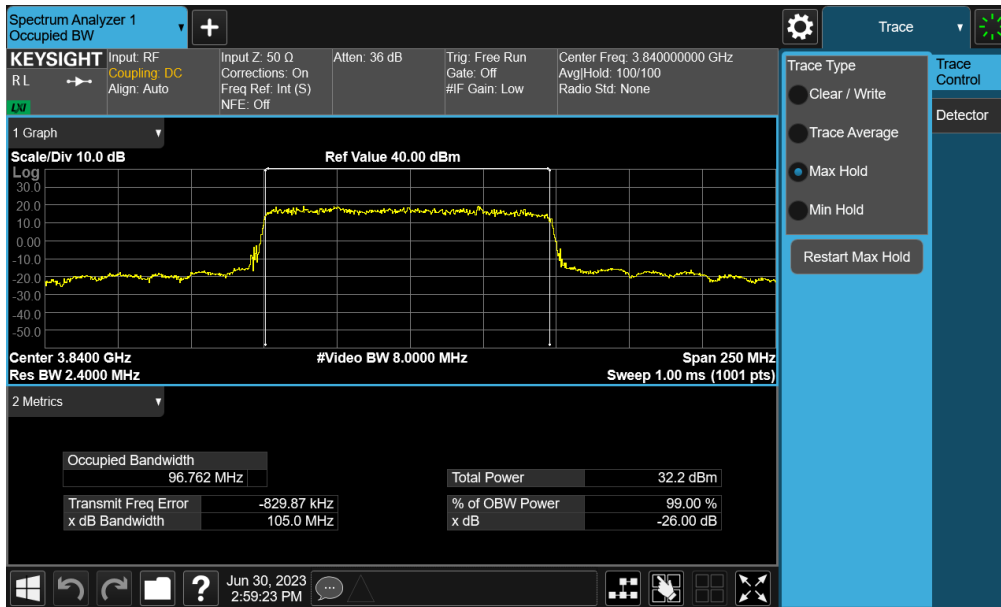 Spectrum Analyzer 1
Occupied BW
+
Trace
KEYSIGHT
R L
LXI
Input: RF
Coupling: DC
Align: Auto
Input Z: 50 Ω
Corrections: On
Freq Ref: Int (S)
NFE: Off
Atten: 36 dB
Trig: Free Run
Gate: Off
#IF Gain: Low
Center Freq: 3.840000000 GHz
Avg|Hold: 100/100
Radio Std: None
Trace Type
Clear / Write
Trace Average
Max Hold
Min Hold
Restart Max Hold
Trace
Control
Detector
1 Graph
Scale/Div 10.0 dB
Ref Value 40.00 dBm
Log
30.0
20.0
10.0
0.00
-10.0
-20.0
-30.0
-40.0
-50.0
Center 3.8400 GHz
#Video BW 8.0000 MHz
Span 250 MHz
Res BW 2.4000 MHz
Sweep 1.00 ms (1001 pts)
2 Metrics
Occupied Bandwidth
96.762 MHz
Total Power 32.2 dBm
Transmit Freq Error -829.87 kHz
% of OBW Power 99.00 %
x dB Bandwidth 105.0 MHz
x dB -26.00 dB
?
Jun 30, 2023
2:59:23 PM